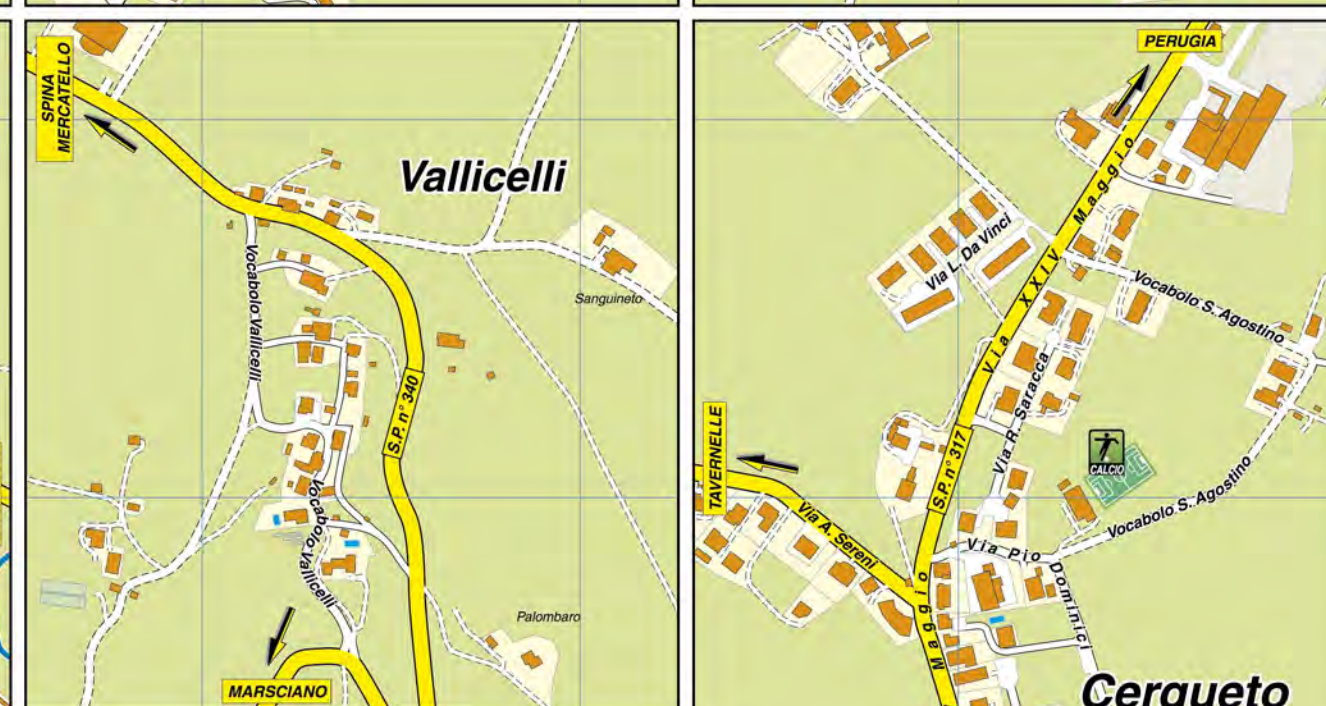 SPINA
MERCATELLO
Vallicelli
Sanguineto
Vocabolo Vallicelli
S.P. n° 340
Vocabolo Vallicelli
Palombaro
MARSCIANO
PERUGIA
Via XXIV Maggio
Via L. Da Vinci
Vocabolo S. Agostino
Via R. Saracca
TAVERNELLE
S.P. n° 317
CALCIO
Vocabolo S. Agostino
Via A. Sereni
Via Pio Dominici
Maggio
Cerqueto